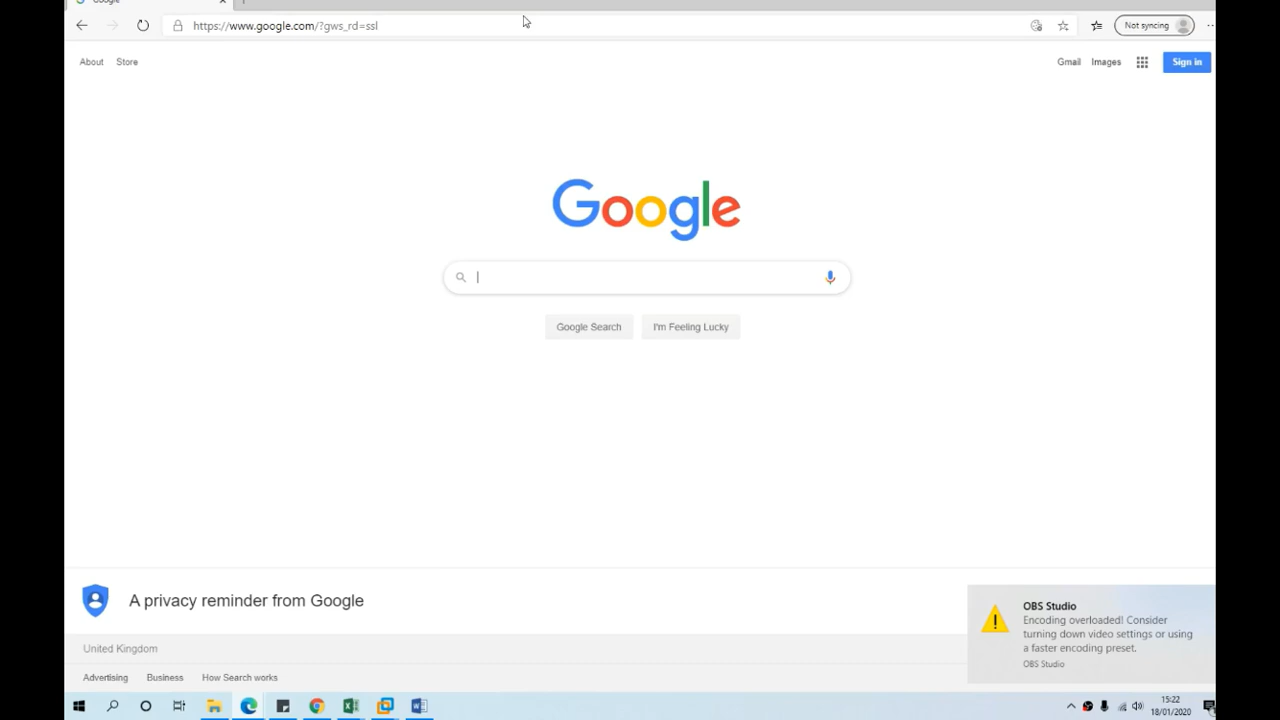 Google
https://www.google.com/?gws_rd=ssl
Not syncing
About Store
Gmail Images
Sign in
Google
Google Search I'm Feeling Lucky
A privacy reminder from Google
OBS Studio
Encoding overloaded! Consider
turning down video settings or using
a faster encoding preset.
OBS Studio
United Kingdom
Advertising Business How Search works
15:22
18/01/2020